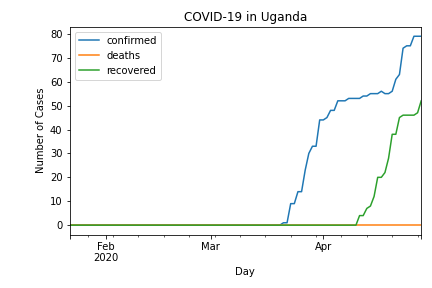 COVID-19 in Uganda
80
70
60
50
40
30
20
10
0
Number of Cases
confirmed
deaths
recovered
Feb
2020
Mar
Apr
Day